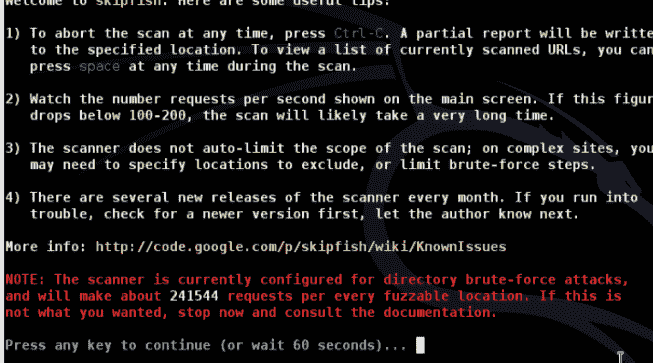 Welcome to skipfish. Here are some useful tips:
1) To abort the scan at any time, press Ctrl-C. A partial report will be writte
to the specified location. To view a list of currently scanned URLs, you can
press space at any time during the scan.
2) Watch the number requests per second shown on the main screen. If this figur
drops below 100-200, the scan will likely take a very long time.
3) The scanner does not auto-limit the scope of the scan; on complex sites, you
may need to specify locations to exclude, or limit brute-force steps.
4) There are several new releases of the scanner every month. If you run into
trouble, check for a newer version first, let the author know next.
More info: http://code.google.com/p/skipfish/wiki/KnownIssues
NOTE: The scanner is currently configured for directory brute-force attacks,
and will make about 241544 requests per every fuzzable location. If this is
not what you wanted, stop now and consult the documentation.
Press any key to continue (or wait 60 seconds)...